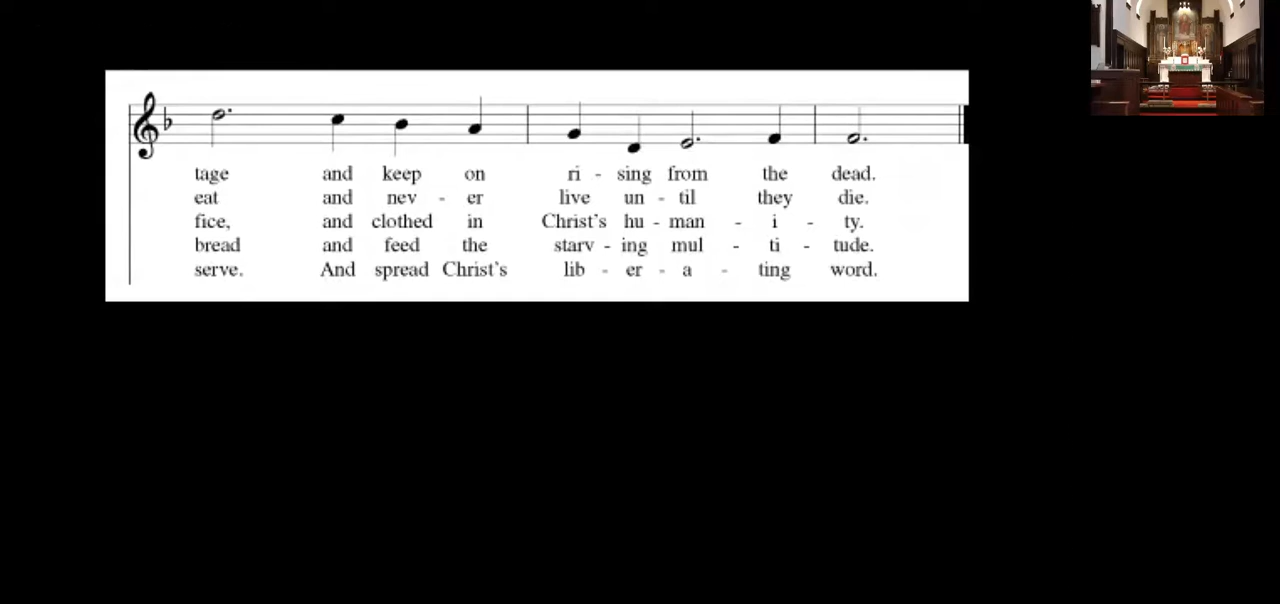 tage and keep on ri - sing from the dead.
eat and nev - er live un - til they die.
fice, and clothed in Christ's hu - man - i - ty.
bread and feed the starv - ing mul - ti - tude.
serve. And spread Christ's lib - er - a - ting word.